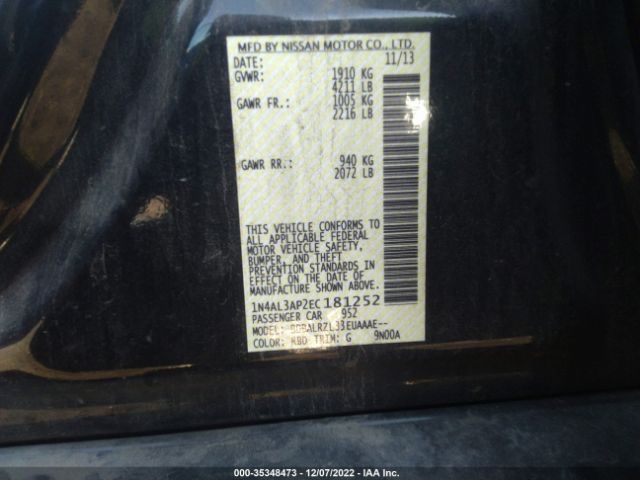 MFD BY NISSAN MOTOR CO., LTD.
DATE: 11/13
GVWR: 1910 KG
4211 LB
GAWR FR.: 1005 KG
2216 LB
GAWR RR.: 940 KG
2072 LB
THIS VEHICLE CONFORMS TO
ALL APPLICABLE FEDERAL
MOTOR VEHICLE SAFETY,
BUMPER, AND THEFT
PREVENTION STANDARDS IN
EFFECT ON THE DATE OF
MANUFACTURE SHOWN ABOVE.
1N4AL3AP2EC181252
PASSENGER CAR 952
MODEL:
COLOR: KBD TRIM: G 9N00A
000-35348473 - 12/07/2022 - IAA Inc.